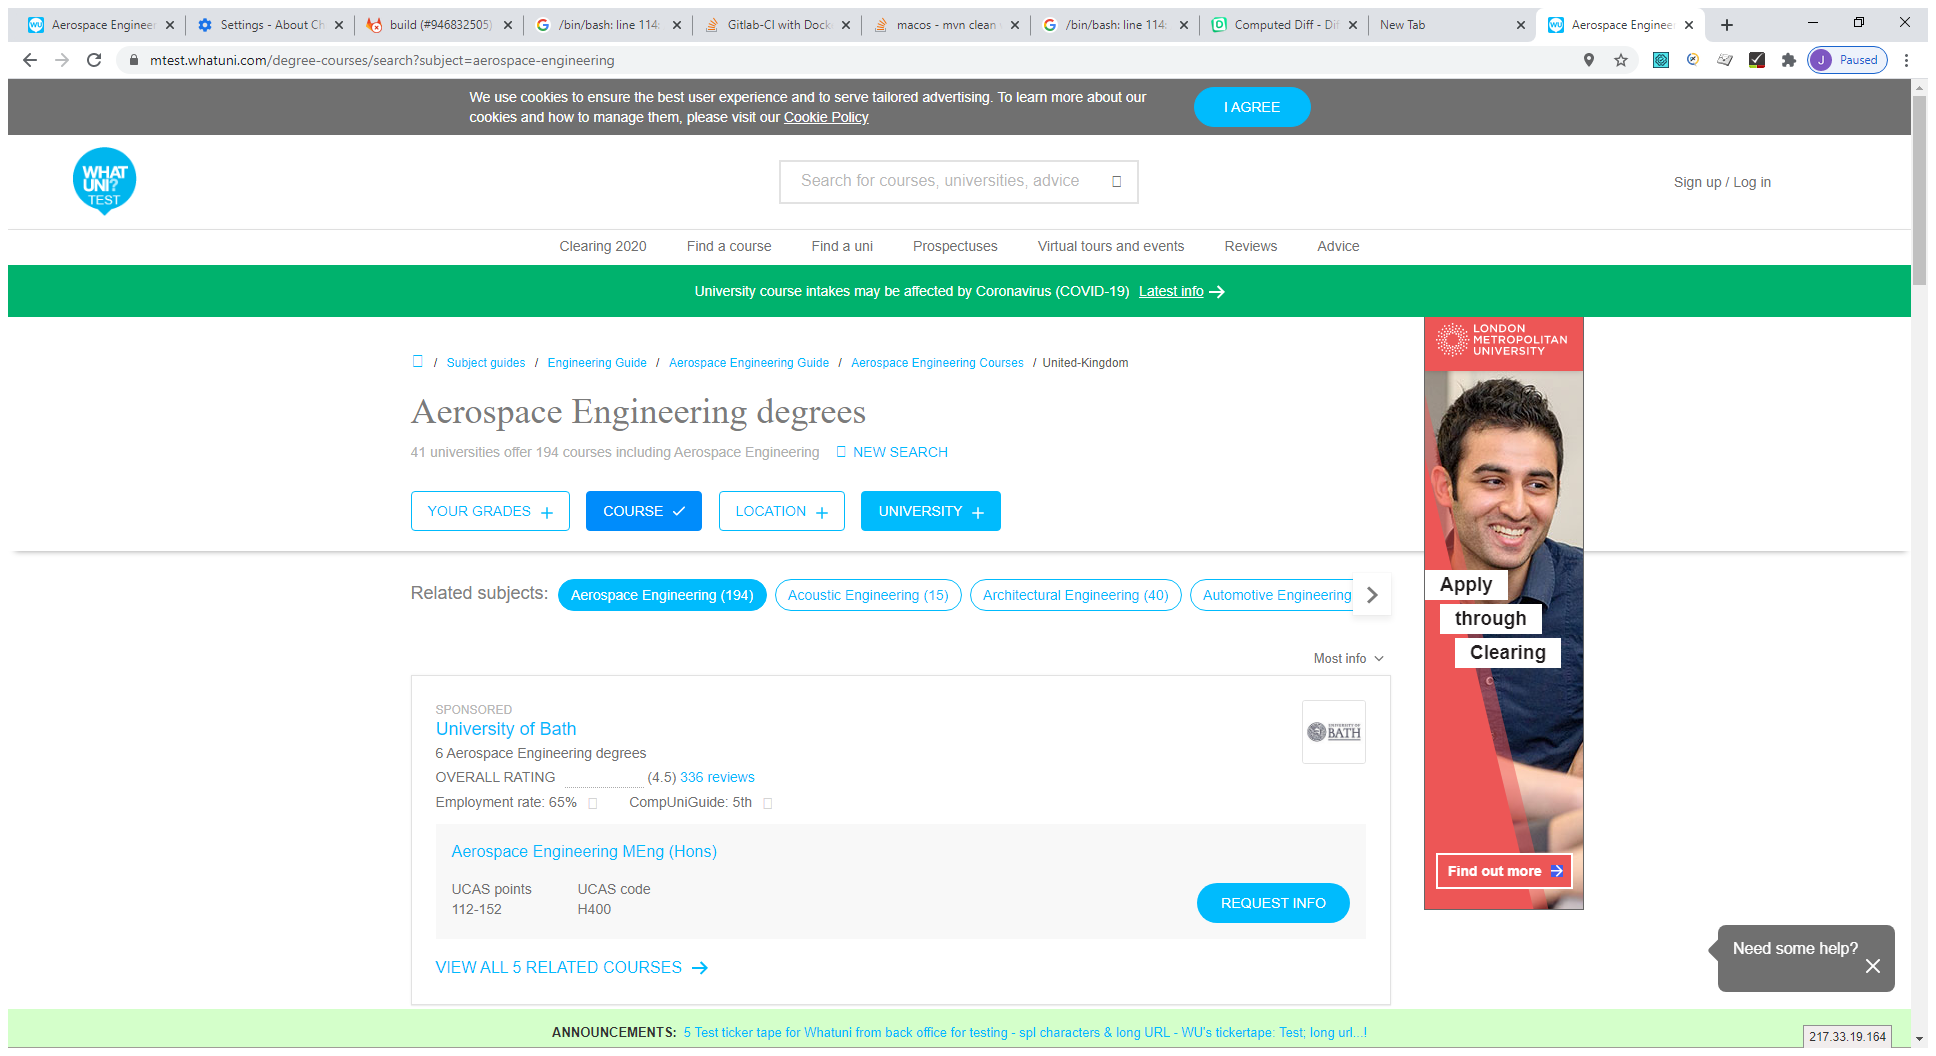 Aerospace Engineer
Settings - About Ch
build (#946832505)
/bin/bash: line 114:
Gitlab-CI with Dock
macos - mvn clean
/bin/bash: line 114:
Computed Diff - Dif
New Tab
Aerospace Enginee
mtest.whatuni.com/degree-courses/search?subject=aerospace-engineering
J Paused
We use cookies to ensure the best user experience and to serve tailored advertising. To learn more about our
cookies and how to manage them, please visit our Cookie Policy
I AGREE
WHAT
UNI?
TEST
Search for courses, universities, advice
Sign up / Log in
Clearing 2020 Find a course Find a uni Prospectuses Virtual tours and events Reviews Advice
University course intakes may be affected by Coronavirus (COVID-19) Latest info
/ Subject guides / Engineering Guide / Aerospace Engineering Guide / Aerospace Engineering Courses / United-Kingdom
Aerospace Engineering degrees
41 universities offer 194 courses including Aerospace Engineering NEW SEARCH
YOUR GRADES + COURSE LOCATION + UNIVERSITY +
Related subjects: Aerospace Engineering (194) Acoustic Engineering (15) Architectural Engineering (40) Automotive Engineering
Most info
SPONSORED
University of Bath
6 Aerospace Engineering degrees
OVERALL RATING (4.5) 336 reviews
Employment rate: 65% CompUniGuide: 5th
UNIVERSITY OF
BATH
Aerospace Engineering MEng (Hons)
UCAS points UCAS code
112-152 H400
REQUEST INFO
VIEW ALL 5 RELATED COURSES
LONDON
METROPOLITAN
UNIVERSITY
Apply
through
Clearing
Find out more
Need some help?
ANNOUNCEMENTS: 5 Test ticker tape for Whatuni from back office for testing - spl characters & long URL - WU's tickertape: Test; long url...!
217.33.19.164